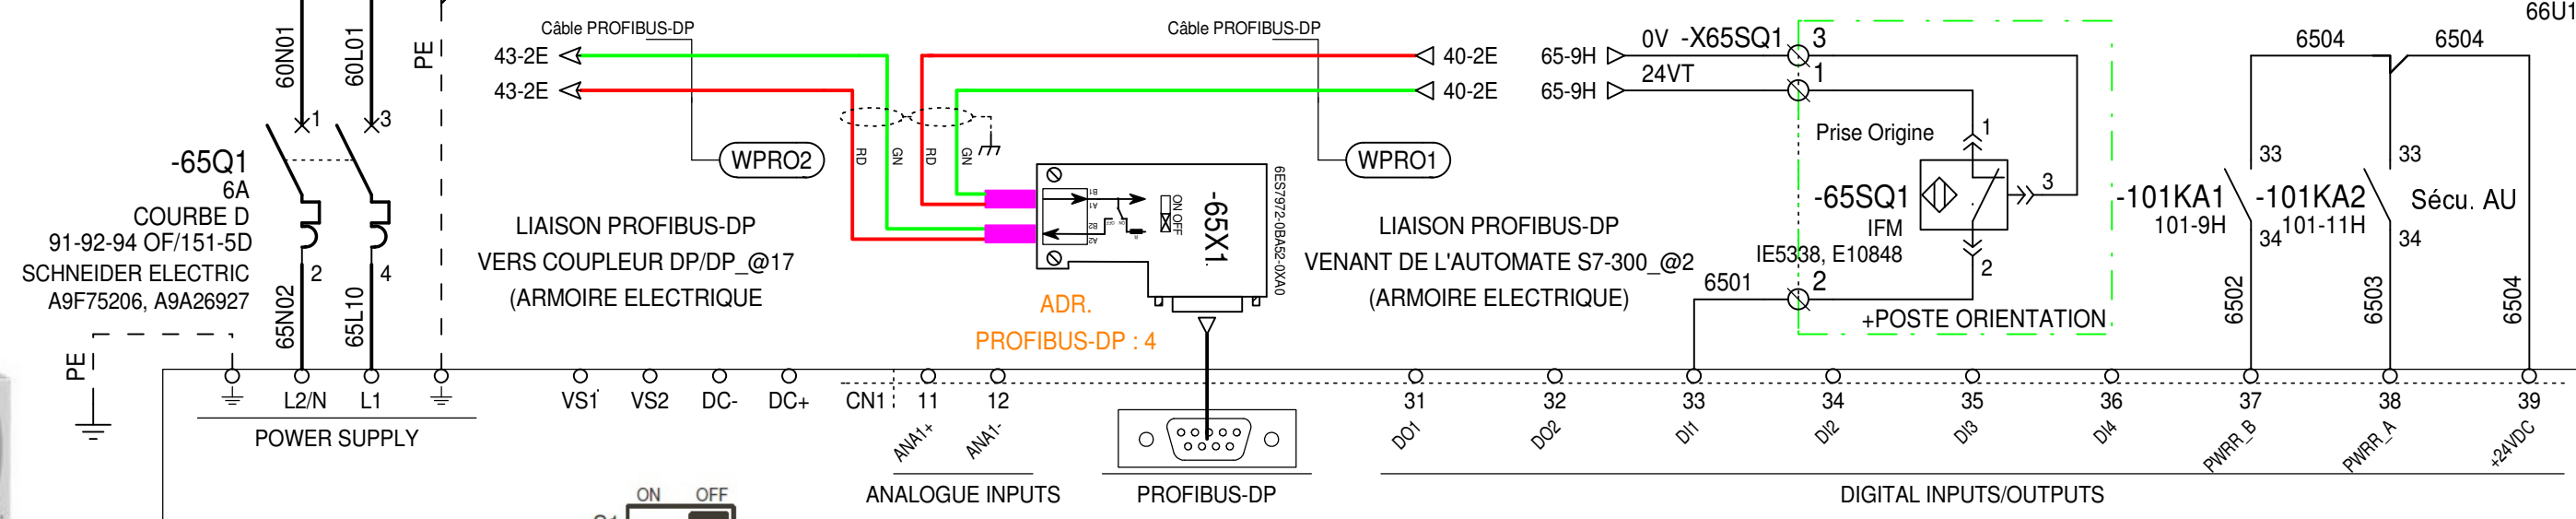 66U1
Câble PROFIBUS-DP
Câble PROFIBUS-DP
60N01
60L01
PE
43-2E
43-2E
40-2E
40-2E
65-9H
65-9H
0V
-X65SQ1
3
24VT
1
6504
6504
1
3
-65Q1
6A
COURBE D
91-92-94 OF/151-5D
SCHNEIDER ELECTRIC
A9F75206, A9A26927
2
4
65N02
65L10
PE
WPRO2
RD
GN
RD
GN
WPRO1
LIAISON PROFIBUS-DP
VERS COUPLEUR DP/DP_@17
(ARMOIRE ELECTRIQUE
B1
A1
B2
A2
ON OFF
-65X1
6ES7972-0BA52-0XA0
ADR.
PROFIBUS-DP : 4
LIAISON PROFIBUS-DP
VENANT DE L'AUTOMATE S7-300_@2
(ARMOIRE ELECTRIQUE)
Prise Origine
1
3
-65SQ1
IFM
IE5338, E10848
2
6501
2
+POSTE ORIENTATION
33
33
-101KA1
101-9H
-101KA2
101-11H
Sécu. AU
34
34
6502
6503
6504
L2/N
L1
POWER SUPPLY
VS1
VS2
DC-
DC+
CN1
11
12
ANA1+
ANA1-
ANALOGUE INPUTS
PROFIBUS-DP
31
32
33
34
35
36
37
38
39
DO1
DO2
DI1
DI2
DI3
DI4
PWRR_B
PWRR_A
+24VDC
DIGITAL INPUTS/OUTPUTS
ON
OFF